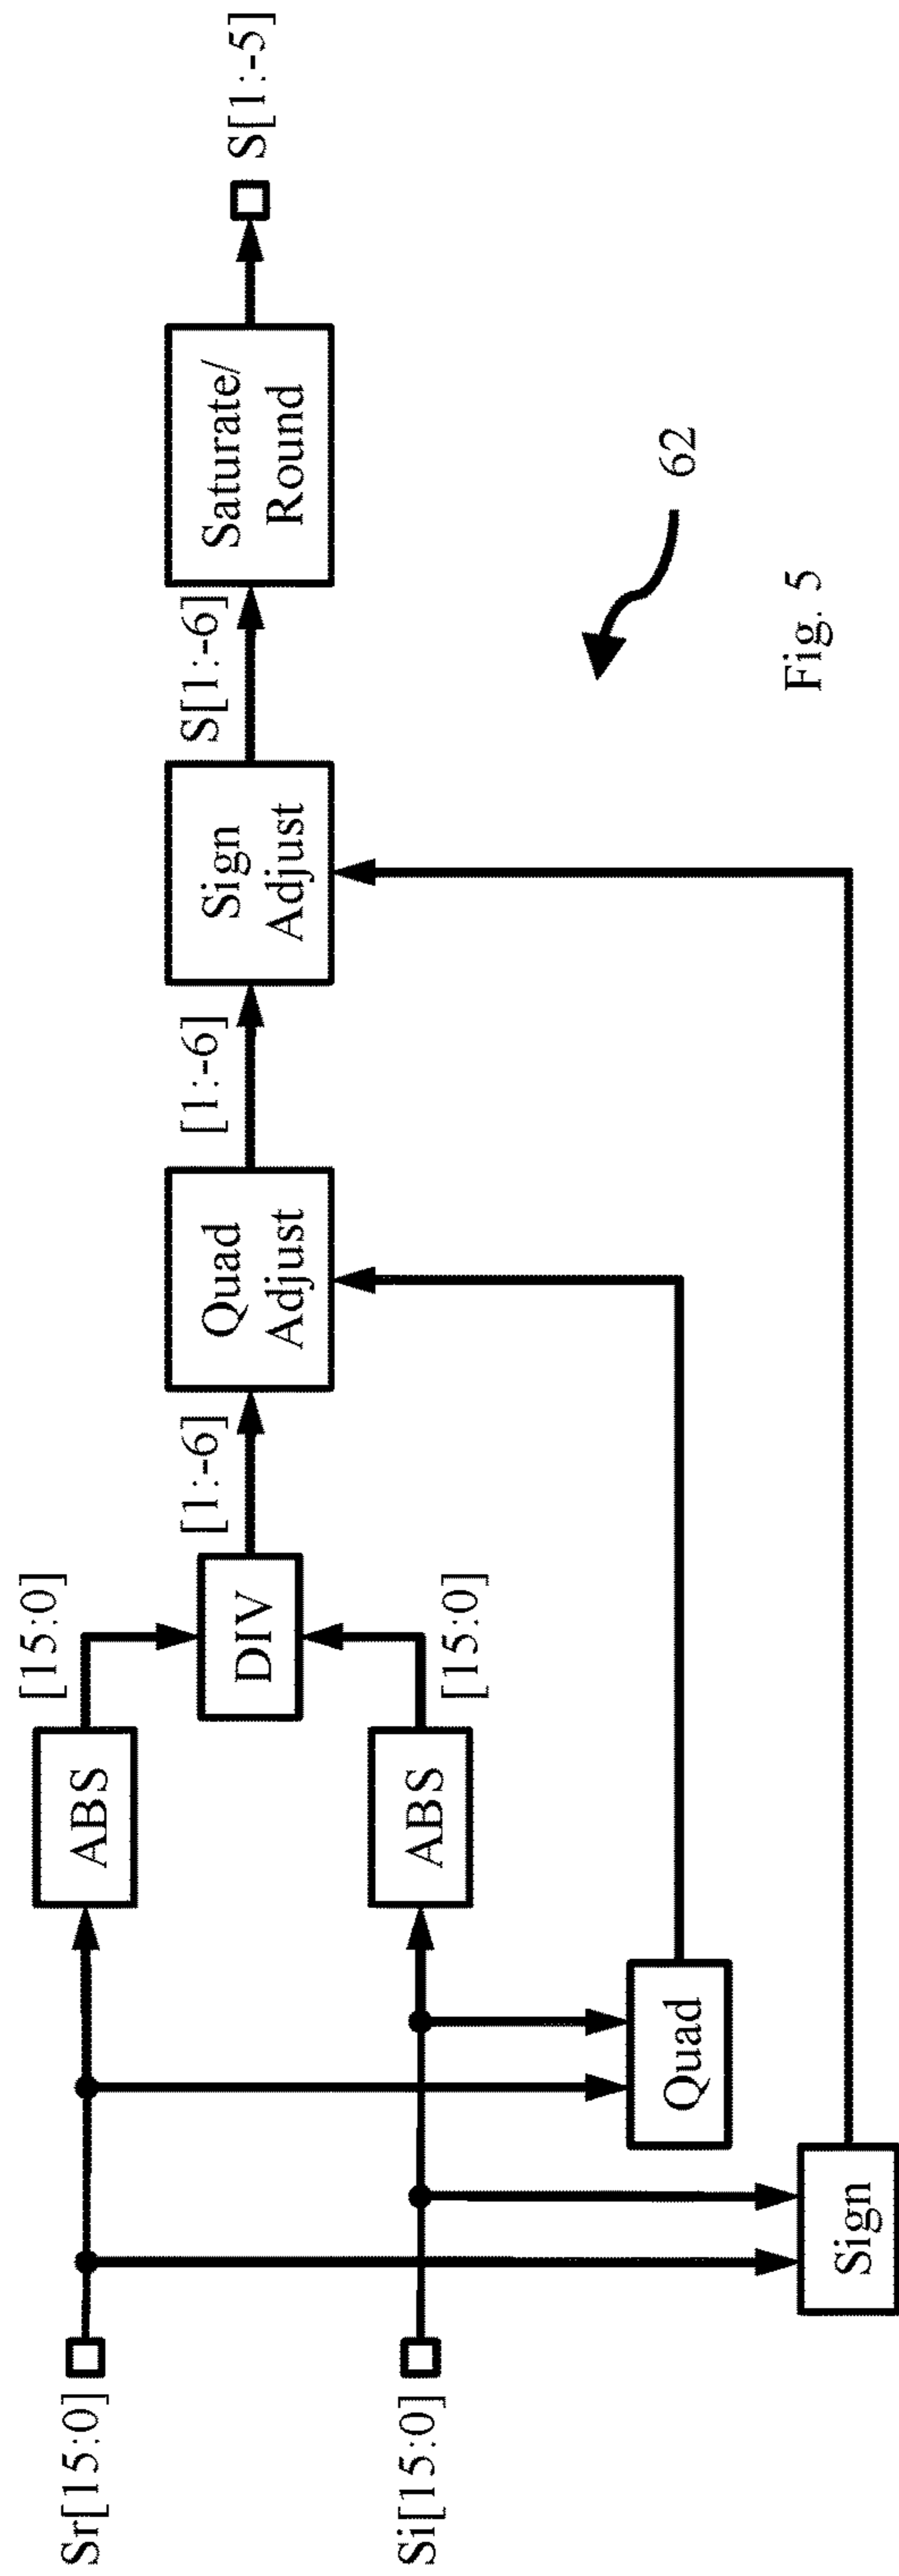 Sr[15:0]
Si[15:0]
ABS
ABS
[15:0]
[15:0]
DIV
[1:-6]
Quad
Adjust
[1:-6]
Sign
Adjust
S[1:-6]
Saturate/
Round
S[1:-5]
Quad
Sign
62
Fig. 5